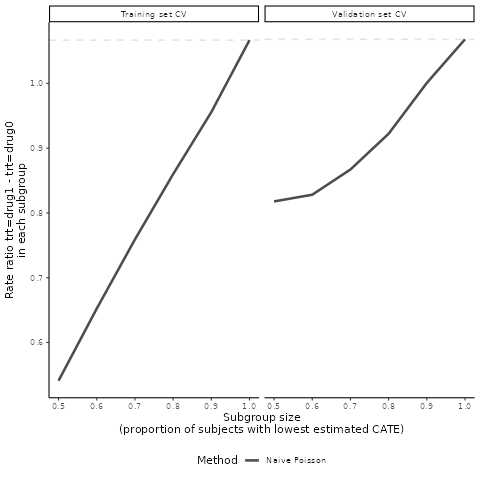 Training set CV
Validation set CV
Rate ratio trt=drug1 - trt=drug0
in each subgroup
1.0
0.9
0.8
0.7
0.6
0.5 0.6 0.7 0.8 0.9 1.0
0.5 0.6 0.7 0.8 0.9 1.0
Subgroup size
(proportion of subjects with lowest estimated CATE)
Method Naive Poisson